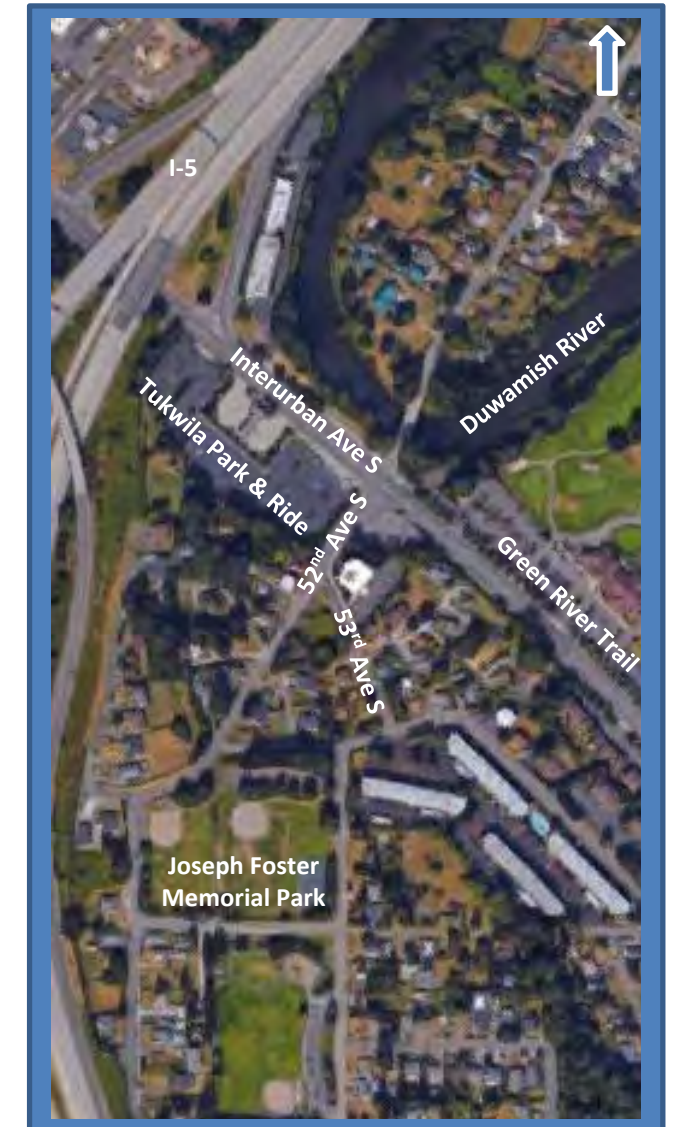 I-5
Interurban Ave S
Duwamish River
Tukwila Park & Ride
52nd Ave S
Green River Trail
53rd Ave S
Joseph Foster
Memorial Park